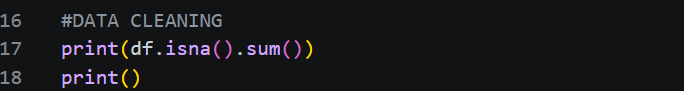 16 #DATA CLEANING
17 print(df.isna().sum())
18 print()